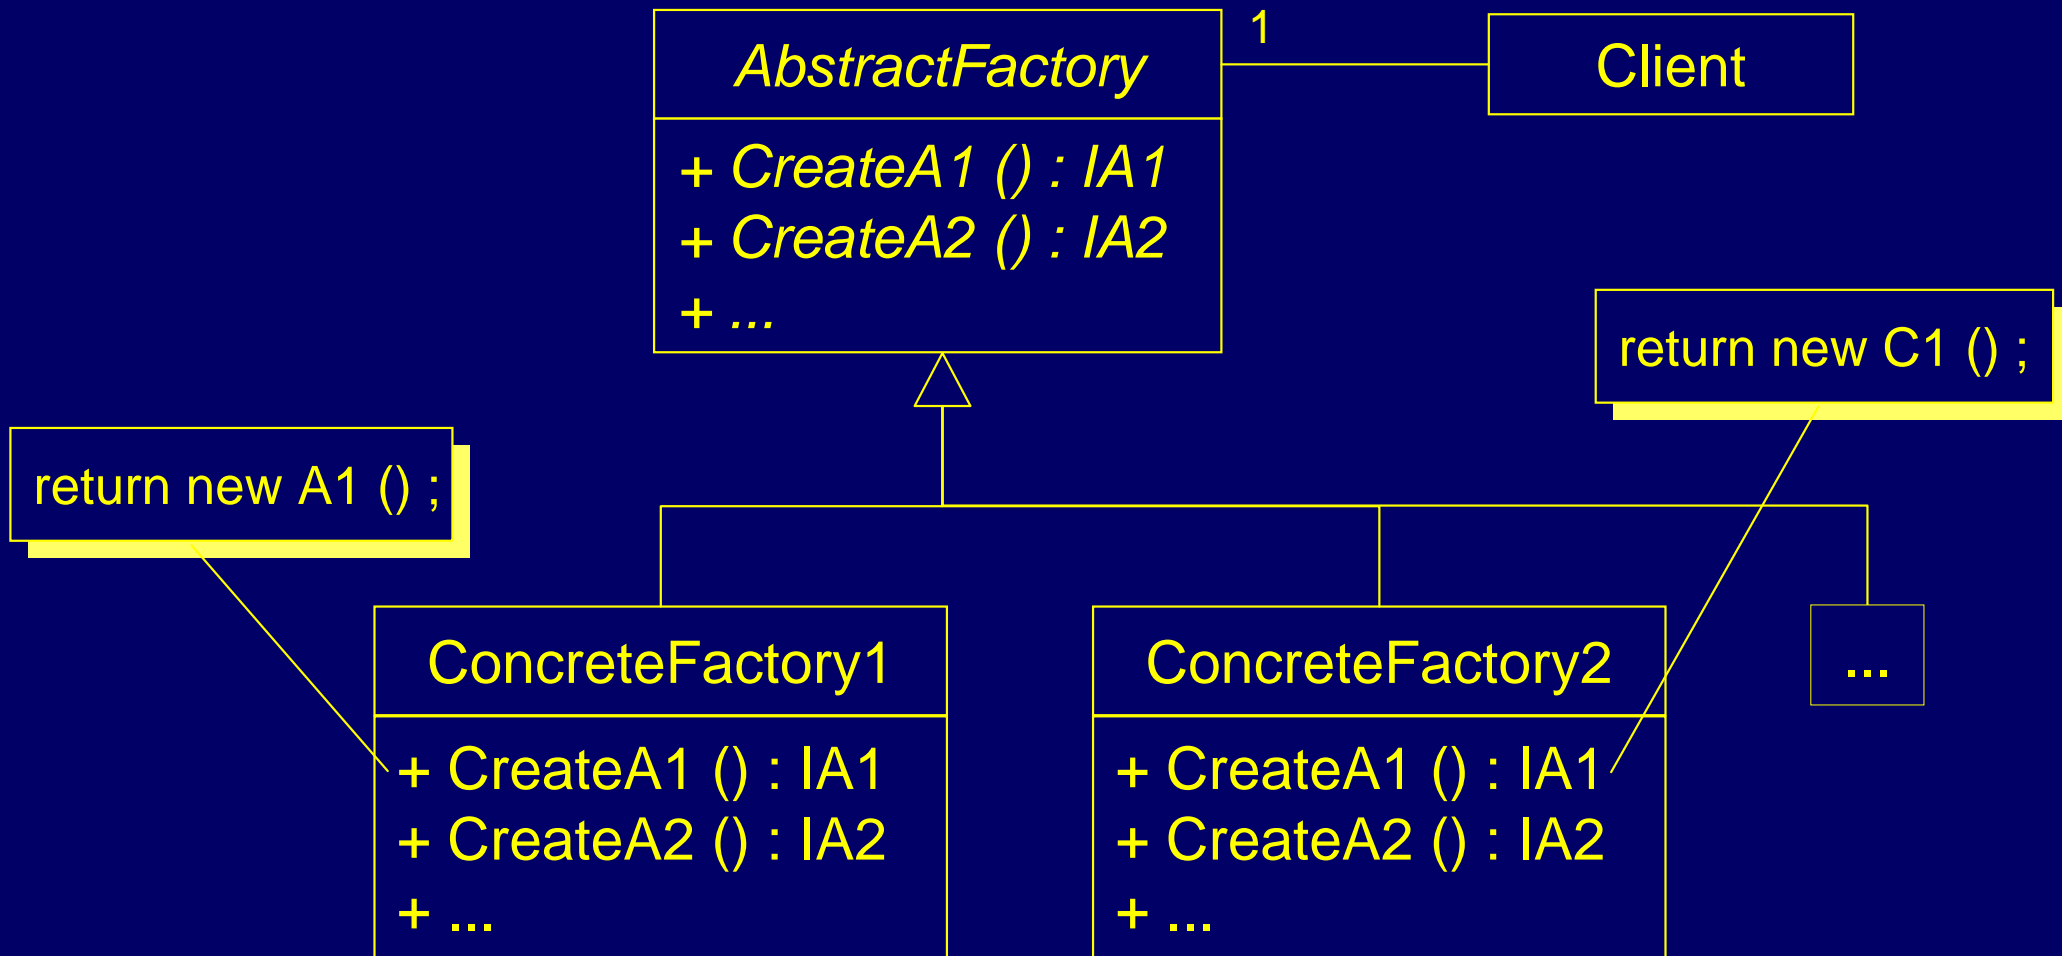 AbstractFactory
1
Client
+ CreateA1 () : IA1
+ CreateA2 () : IA2
+ ...
return new C1 () ;
return new A1 () ;
ConcreteFactory1
+ CreateA1 () : IA1
+ CreateA2 () : IA2
+ ...
ConcreteFactory2
+ CreateA1 () : IA1
+ CreateA2 () : IA2
+ ...
...